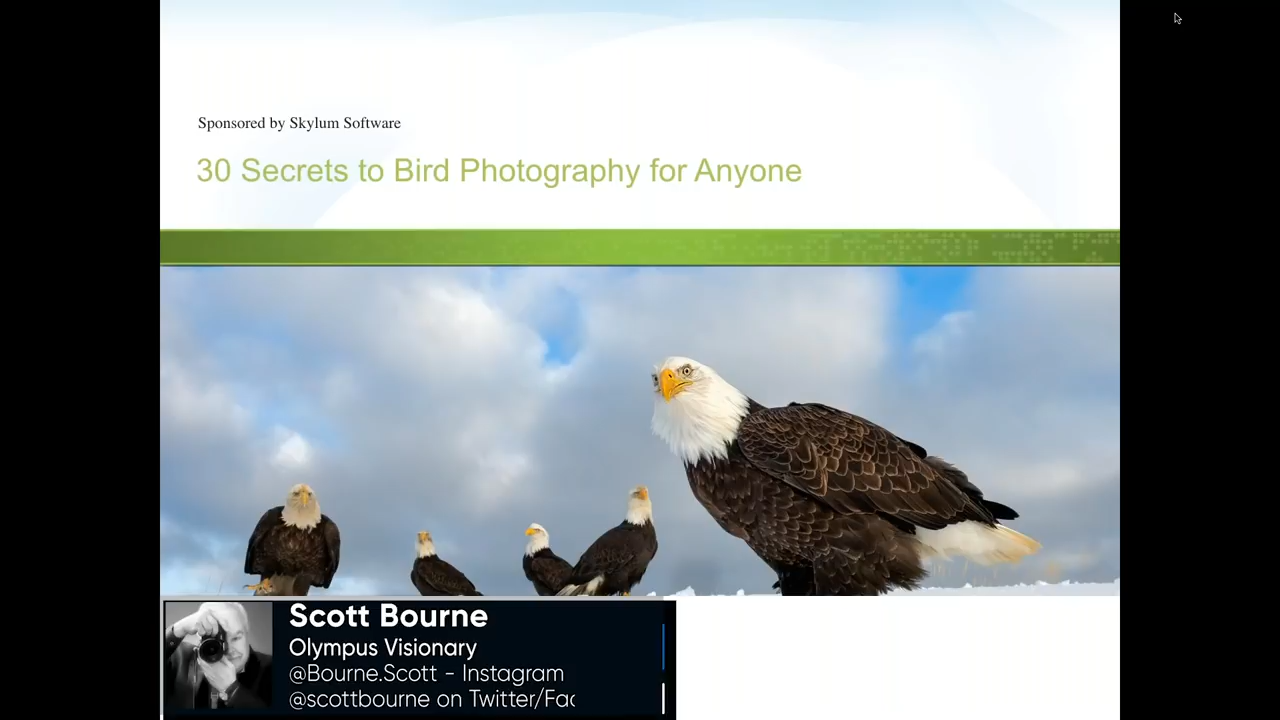 Sponsored by Skylum Software
30 Secrets to Bird Photography for Anyone
Scott Bourne
Olympus Visionary
@Bourne.Scott - Instagram
@scottbourne on Twitter/Fac